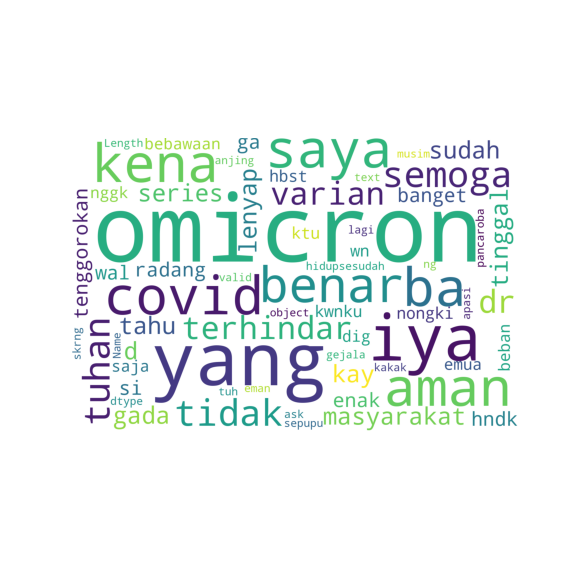 Length
bebawaan
ga
saya
musim
sudah
kena
anjing
hbst
semoga
nggk
series
lenyap
varian
text
banget
omicron
ktu
lagi
tinggal
pancaroba
tenggorokan
wal
radang
wn
hidupsesudah
ng
covid
valid
benarba
ba
object
kwnku
nongki
apasi
dr
tuhan
tahu
terhindar
dig
iya
skrng
Name
d
yang
gejala
beban
saja
kay
kakak
emua
aman
si
dtype
eman
enak
gada
tidak
tuh
ask
sepupu
masyarakat
hndk